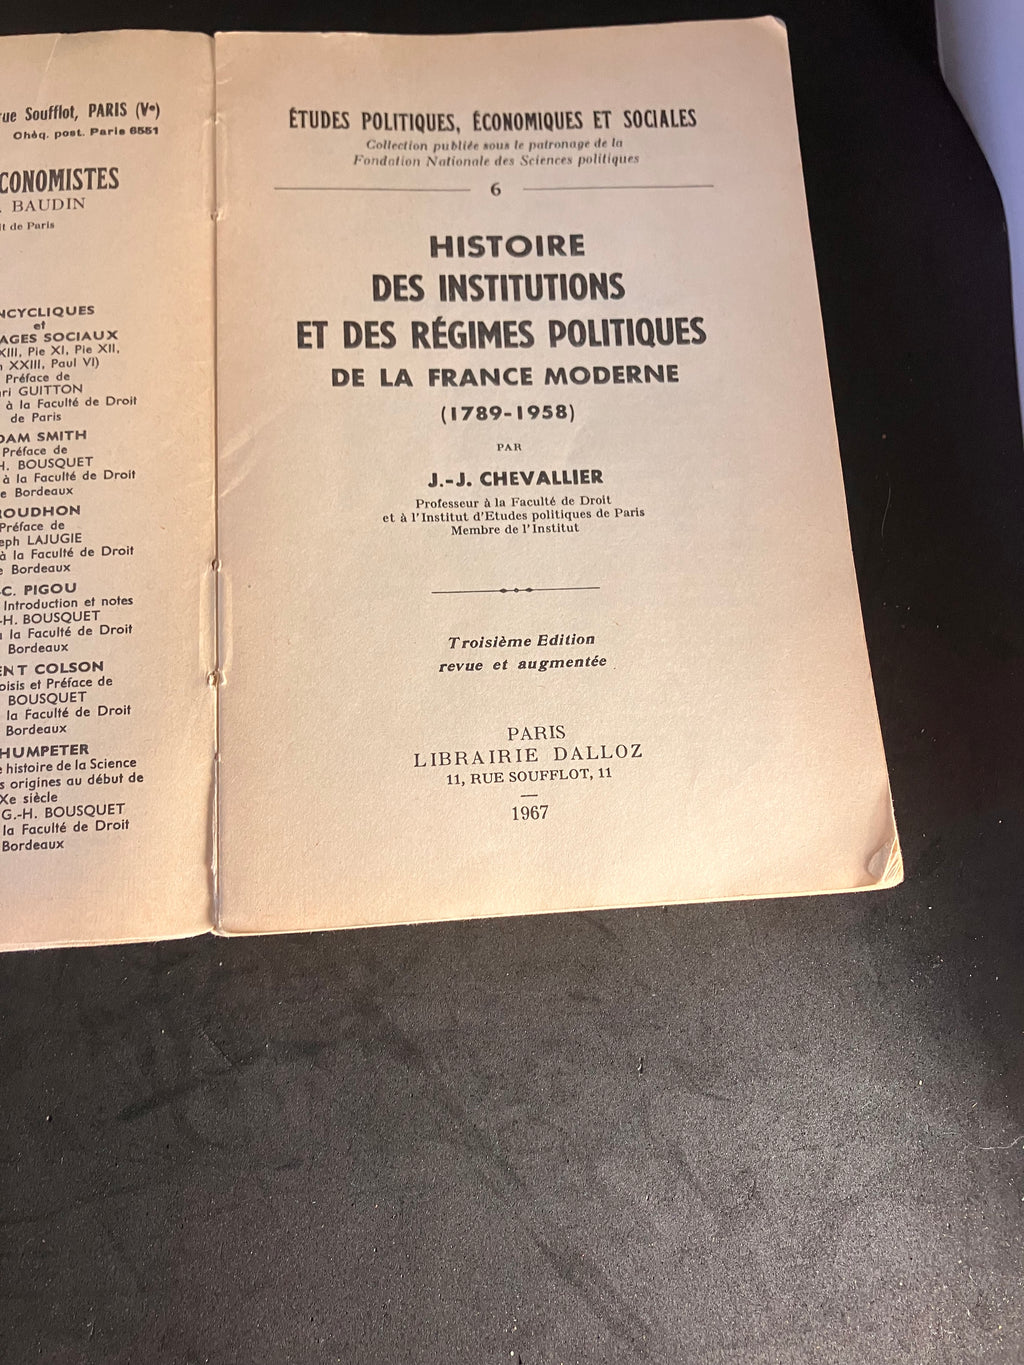 rue Soufflot, PARIS (Vᵉ)
Chèq. post. Paris 6551
CONOMISTES
. BAUDIN
it de Paris
NCYCLIQUES
et
AGES SOCIAUX
XIII, Pie XI, Pie XII,
n XXIII, Paul VI)
Préface de
ri GUITTON
à la Faculté de Droit
de Paris
DAM SMITH
Préface de
H. BOUSQUET
à la Faculté de Droit
e Bordeaux
ROUDHON
Préface de
eph LAJUGIE
à la Faculté de Droit
e Bordeaux
-C. PIGOU
Introduction et notes
-H. BOUSQUET
à la Faculté de Droit
Bordeaux
ENT COLSON
oisis et Préface de
BOUSQUET
la Faculté de Droit
Bordeaux
HUMPETER
e histoire de la Science
s origines au début de
Xe siècle
G.-H. BOUSQUET
la Faculté de Droit
Bordeaux
ÉTUDES POLITIQUES, ÉCONOMIQUES ET SOCIALES
Collection publiée sous le patronage de la
Fondation Nationale des Sciences politiques
6
HISTOIRE
DES INSTITUTIONS
ET DES RÉGIMES POLITIQUES
DE LA FRANCE MODERNE
(1789-1958)
PAR
J.-J. CHEVALLIER
Professeur à la Faculté de Droit
et à l'Institut d'Etudes politiques de Paris
Membre de l'Institut
Troisième Edition
revue et augmentée
PARIS
LIBRAIRIE DALLOZ
11, RUE SOUFFLOT, 11
1967